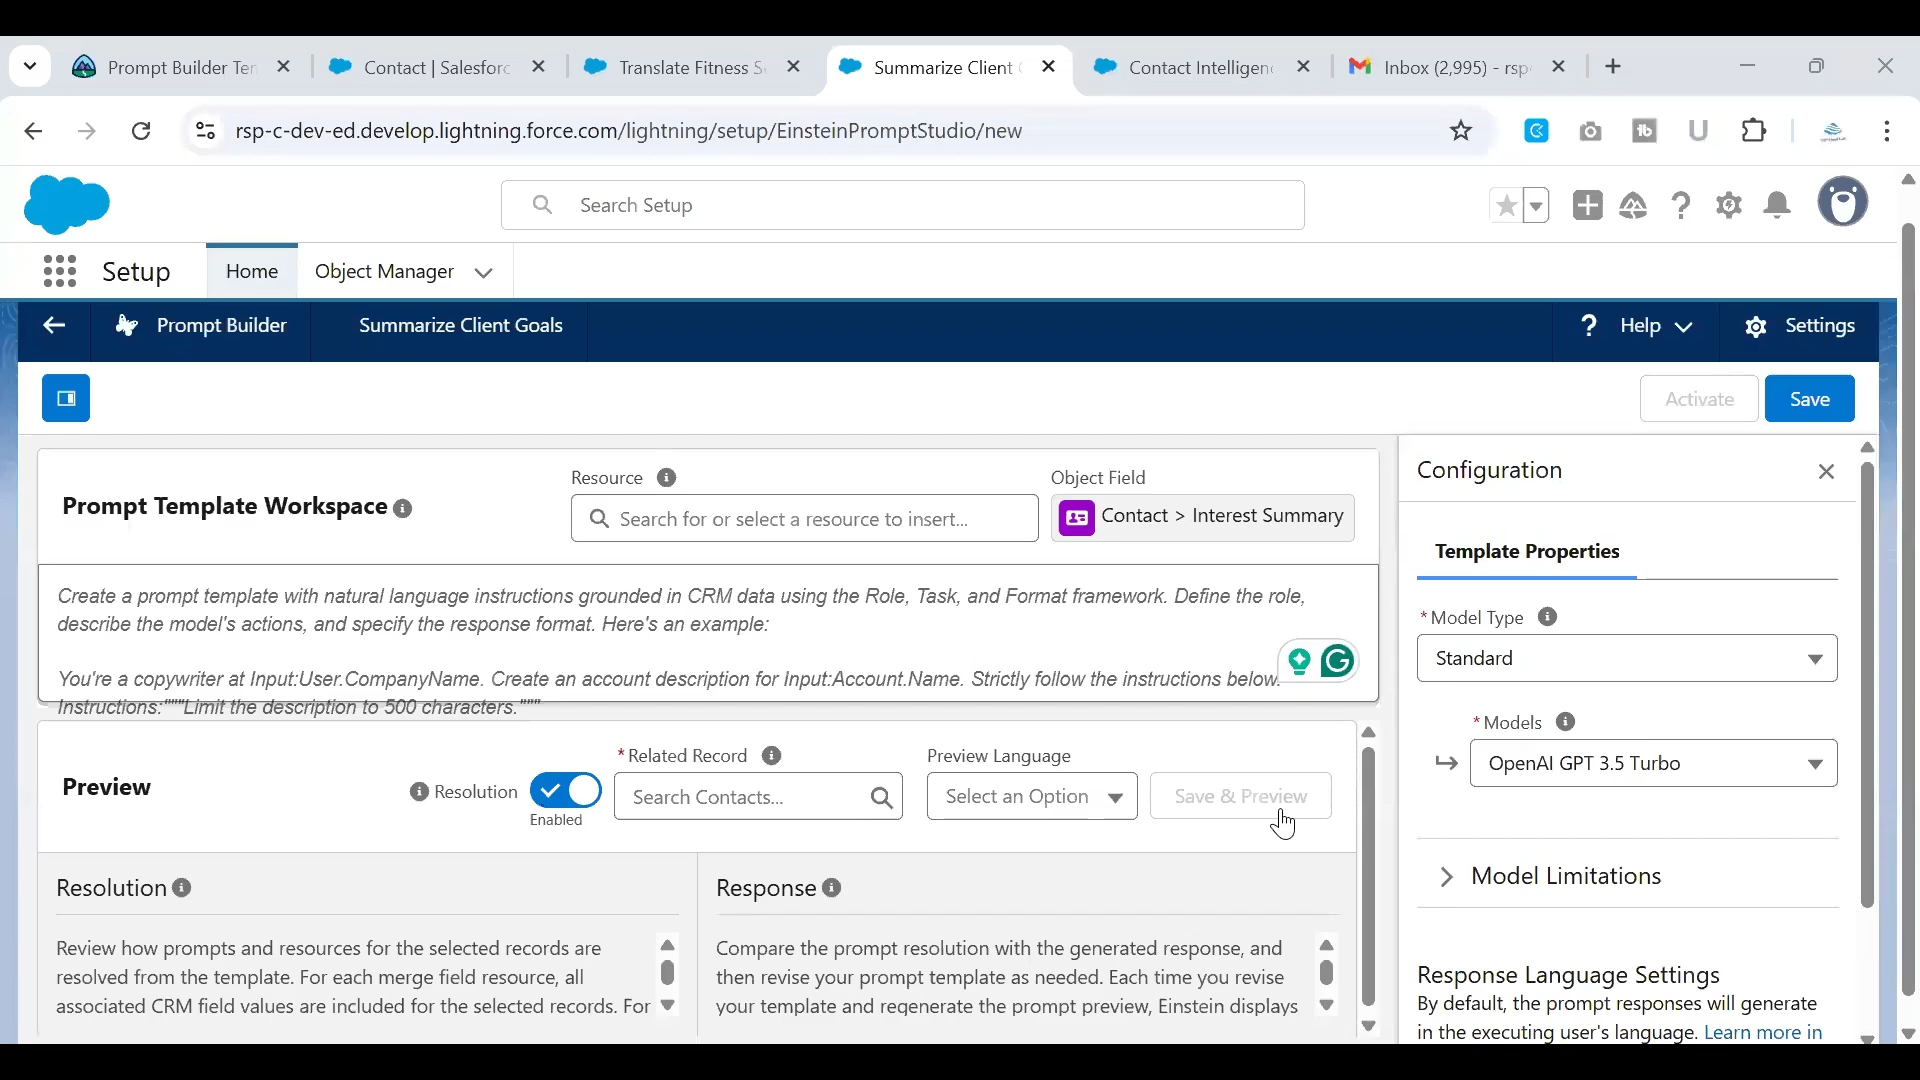 Prompt Builder Ter
Contact | Salesforc
Translate Fitness S
Summarize Client
Contact Intelligen
Inbox (2,995) - rsp
rsp-c-dev-ed.develop.lightning.force.com/lightning/setup/EinsteinPromptStudio/new
Search Setup
Setup
Home
Object Manager
Prompt Builder
Summarize Client Goals
Help
Settings
Activate
Save
Prompt Template Workspace
Resource
Search for or select a resource to insert...
Object Field
Contact > Interest Summary
Create a prompt template with natural language instructions grounded in CRM data using the Role, Task, and Format framework. Define the role,
describe the model's actions, and specify the response format. Here's an example:
You're a copywriter at Input:User.CompanyName. Create an account description for Input:Account.Name. Strictly follow the instructions below.
Instructions:"""Limit the description to 500 characters."""
Preview
Resolution
Enabled
*Related Record
Search Contacts...
Preview Language
Select an Option
Save & Preview
Resolution
Review how prompts and resources for the selected records are
resolved from the template. For each merge field resource, all
associated CRM field values are included for the selected records. For
Response
Compare the prompt resolution with the generated response, and
then revise your prompt template as needed. Each time you revise
your template and regenerate the prompt preview, Einstein displays
Configuration
Template Properties
*Model Type
Standard
*Models
OpenAI GPT 3.5 Turbo
Model Limitations
Response Language Settings
By default, the prompt responses will generate
in the executing user's language. Learn more in